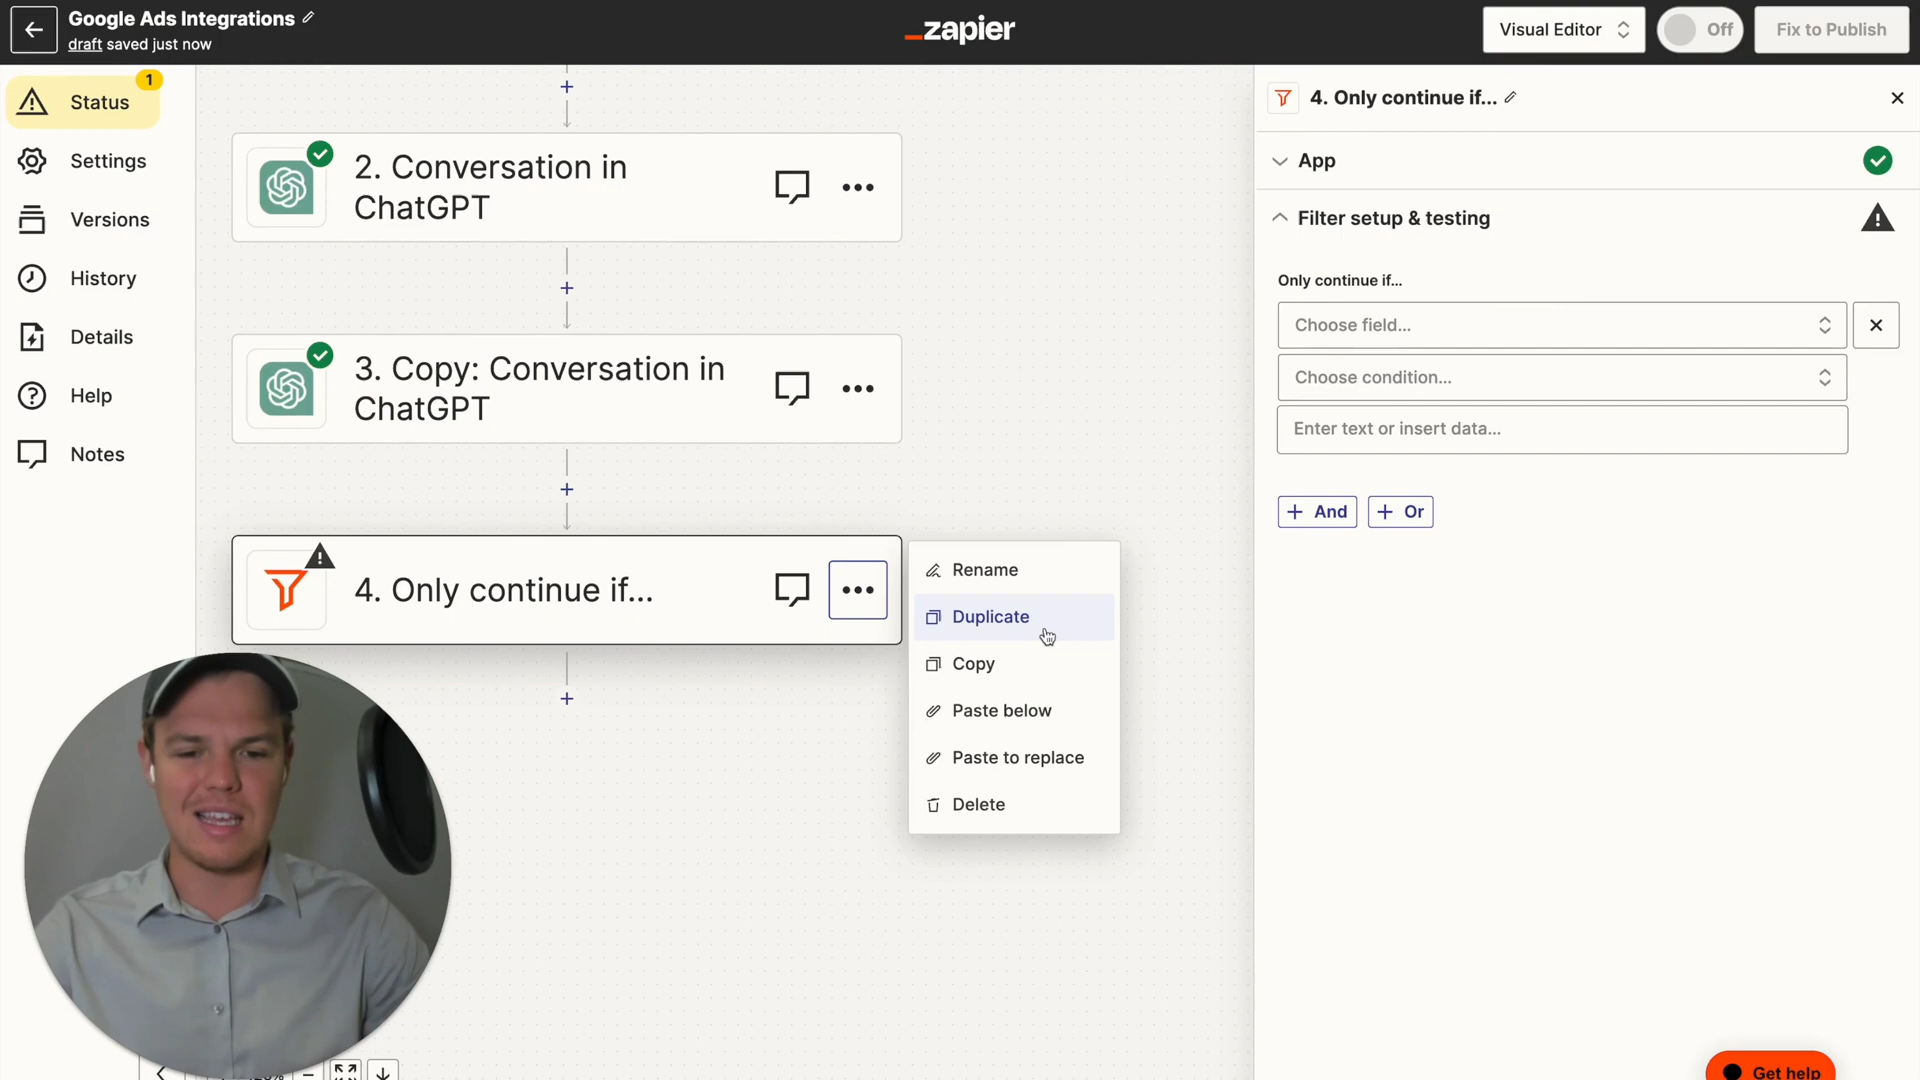 Google Ads Integrations
draft saved just now
zapier
Visual Editor
Off
Fix to Publish
1
Status
Settings
Versions
History
Details
Help
Notes
2. Conversation in
ChatGPT
3. Copy: Conversation in
ChatGPT
4. Only continue if...
Rename
Duplicate
Copy
Paste below
Paste to replace
Delete
4. Only continue if...
App
Filter setup & testing
Only continue if...
Choose field...
Choose condition...
Enter text or insert data...
+ And
+ Or
Get help